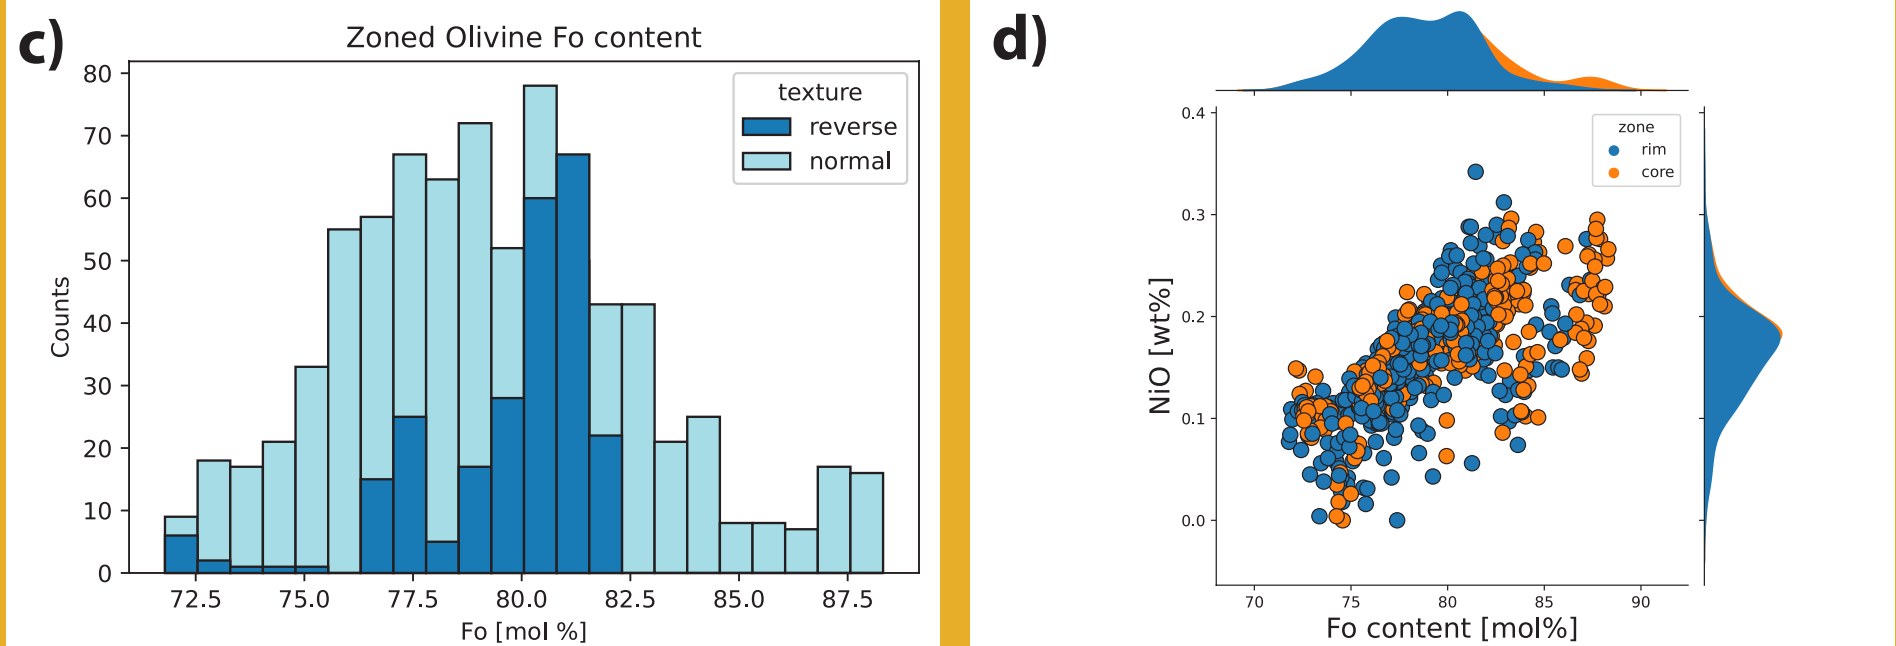 c)
Zoned Olivine Fo content
texture
reverse
normal
80
70
60
50
40
30
20
10
0
Counts
72.5 75.0 77.5 80.0 82.5 85.0 87.5
Fo [mol %]
d)
zone
rim
core
0.4
0.3
0.2
0.1
0.0
NiO [wt%]
70 75 80 85 90
Fo content [mol%]